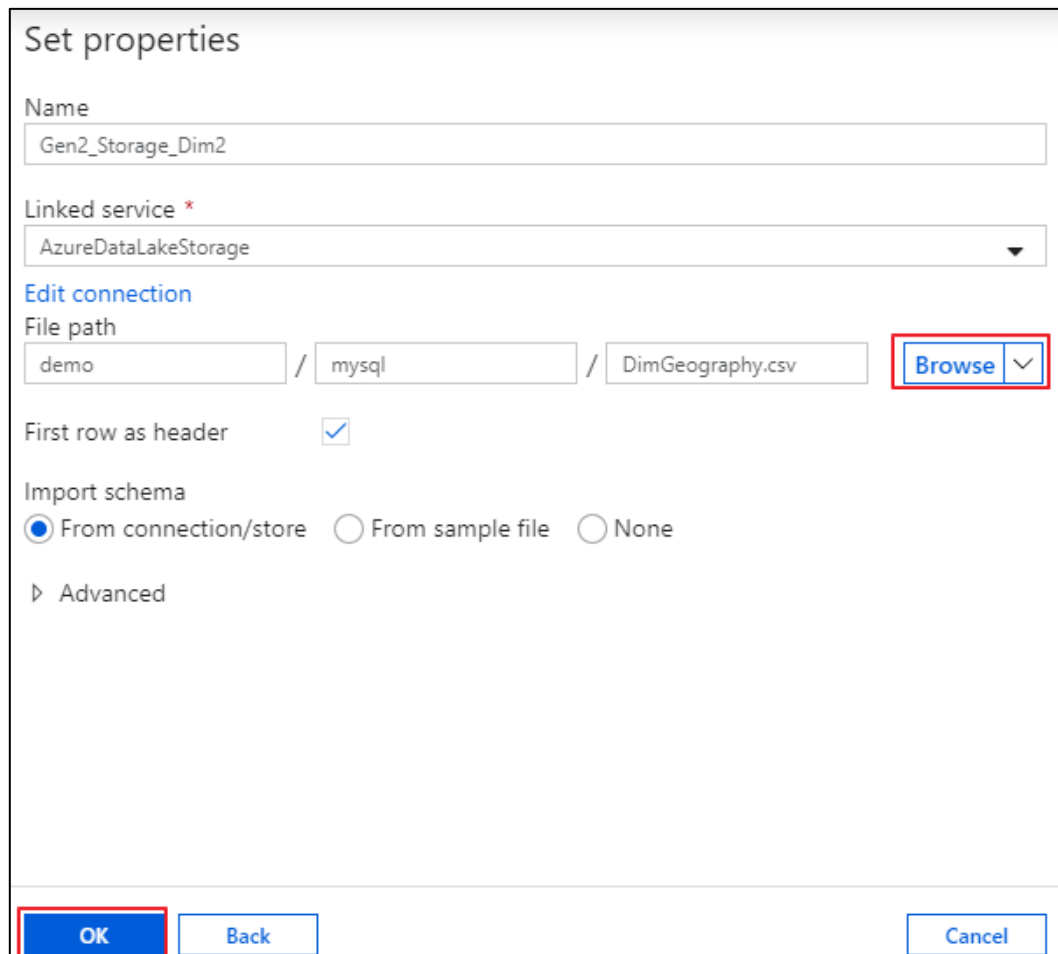 Set properties
Name
Gen2_Storage_Dim2
Linked service *
AzureDataLakeStorage
Edit connection
File path
demo / mysql / DimGeography.csv Browse
First row as header
Import schema
From connection/store From sample file None
Advanced
OK Back Cancel